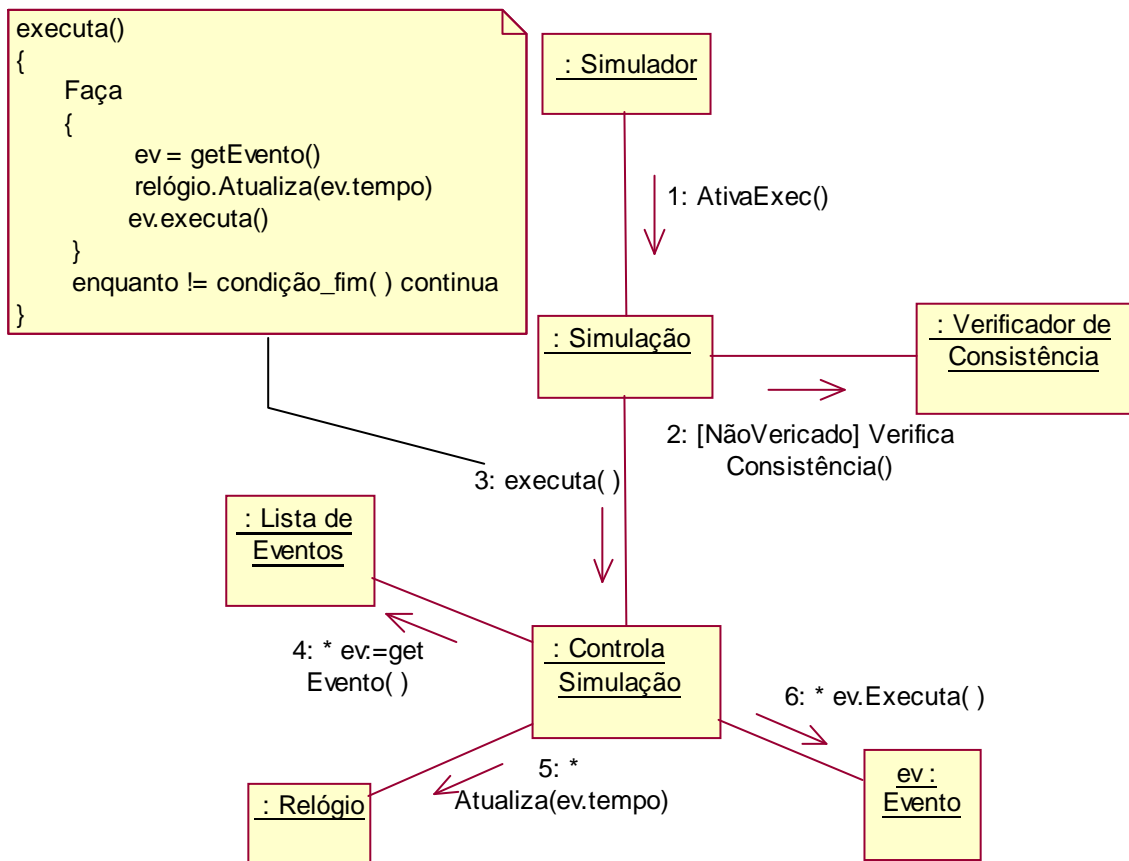 executa()
{
Faça
{
ev = getEvento()
relógio.Atualiza(ev.tempo)
ev.executa()
}
enquanto != condição_fim( ) continua
}
: Simulador
1: AtivaExec()
: Simulação
: Verificador de
Consistência
2: [NãoVericado] Verifica
Consistência()
3: executa( )
: Lista de
Eventos
4: * ev:=get
Evento( )
: Controla
Simulação
6: * ev.Executa( )
5: *
Atualiza(ev.tempo)
: Relógio
ev :
Evento